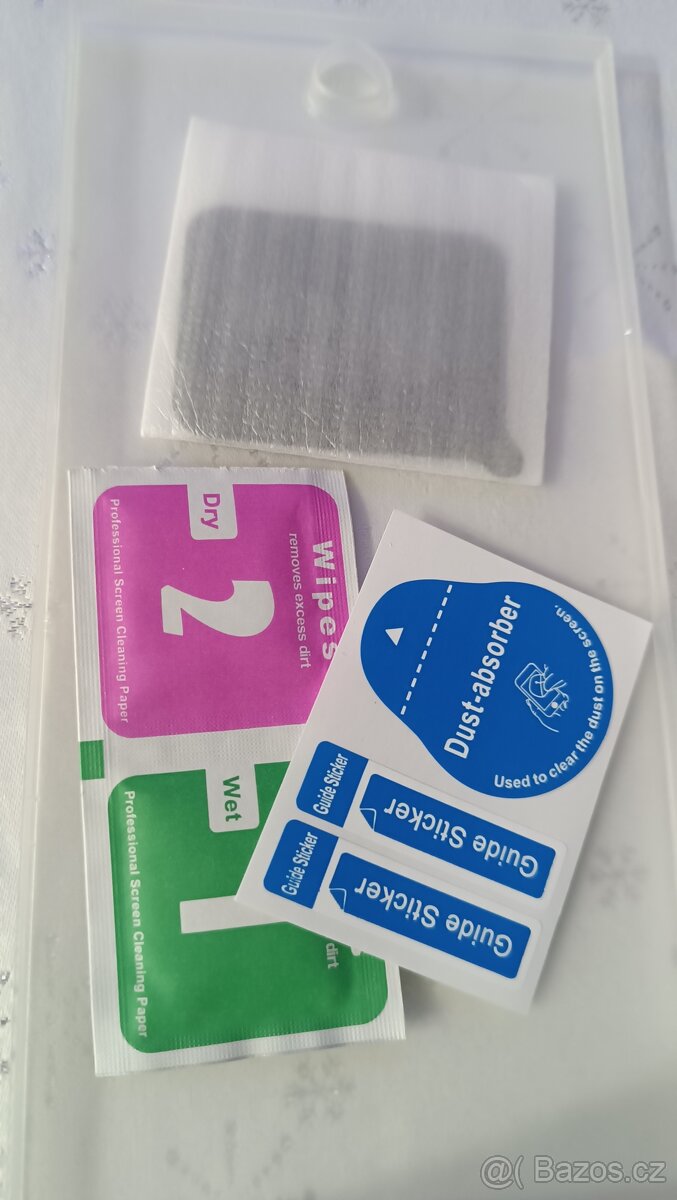 Dry
Wipes
removes excess dirt
2
Professional Screen Cleaning Paper
Wet
dirt
Professional Screen Cleaning Paper
Dust-absorber
Used to clear the dust on the screen.
Guide Sticker
Guide Sticker
Guide Sticker
Guide Sticker
@( Bazos.cz